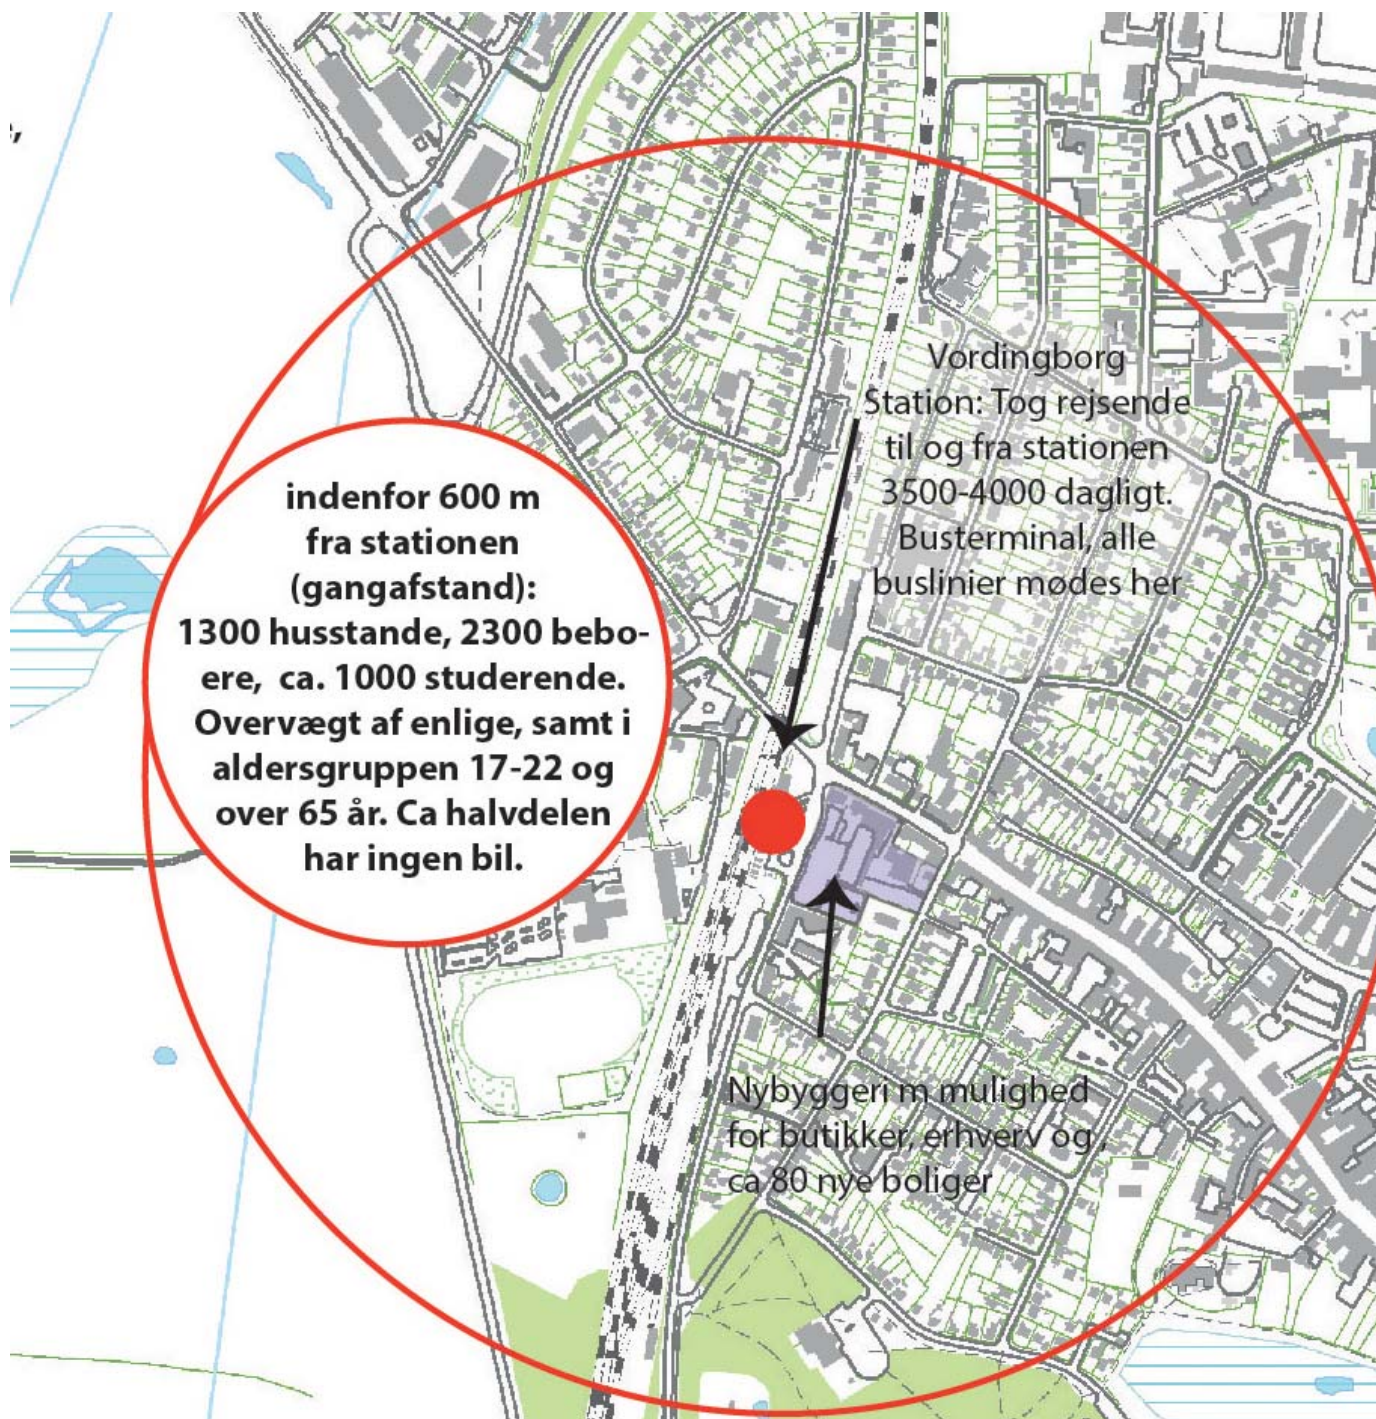 ,
indenfor 600 m
fra stationen
(gangafstand):
1300 husstande, 2300 bebo-
ere, ca. 1000 studerende.
Overvægt af enlige, samt i
aldersgruppen 17-22 og
over 65 år. Ca halvdelen
har ingen bil.
Vordingborg
Station: Tog rejsende
til og fra stationen
3500-4000 dagligt.
Busterminal, alle
buslinier mødes her
Nybyggeri m mulighed
for butikker, erhverv og ,
ca 80 nye boliger